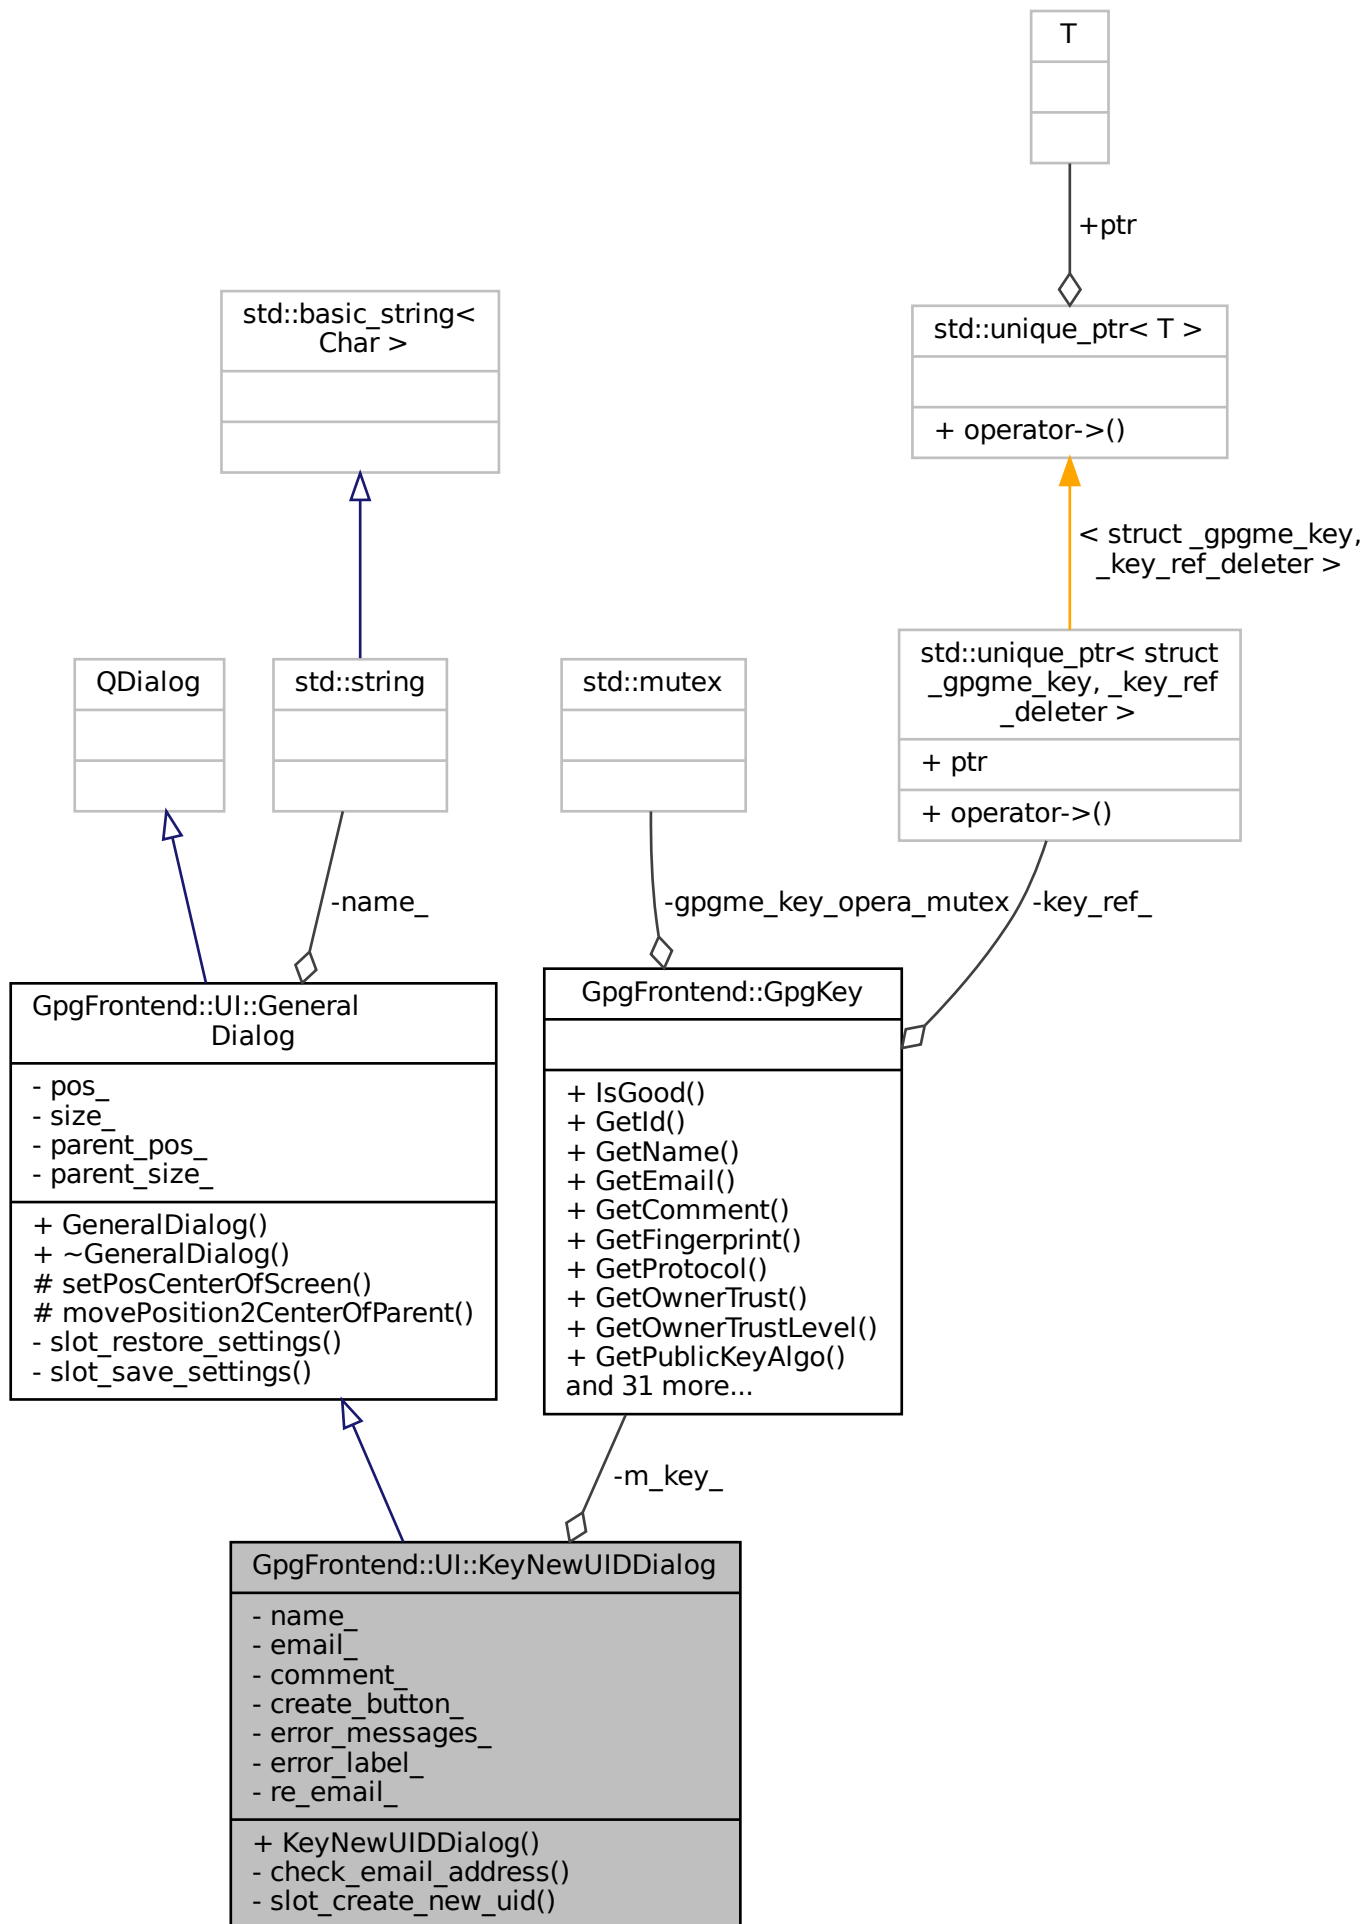 T
+ptr
std::basic_string<
Char >
std::unique_ptr< T >
+ operator->()
< struct _gpgme_key,
_key_ref_deleter >
QDialog
std::string
std::mutex
std::unique_ptr< struct
_gpgme_key, _key_ref
_deleter >
+ ptr
+ operator->()
-name_
-gpgme_key_opera_mutex
-key_ref_
GpgFrontend::UI::General
Dialog
- pos_
- size_
- parent_pos_
- parent_size_
+ GeneralDialog()
+ ~GeneralDialog()
# setPosCenterOfScreen()
# movePosition2CenterOfParent()
- slot_restore_settings()
- slot_save_settings()
GpgFrontend::GpgKey
+ IsGood()
+ GetId()
+ GetName()
+ GetEmail()
+ GetComment()
+ GetFingerprint()
+ GetProtocol()
+ GetOwnerTrust()
+ GetOwnerTrustLevel()
+ GetPublicKeyAlgo()
and 31 more...
-m_key_
GpgFrontend::UI::KeyNewUIDDialog
- name_
- email_
- comment_
- create_button_
- error_messages_
- error_label_
- re_email_
+ KeyNewUIDDialog()
- check_email_address()
- slot_create_new_uid()